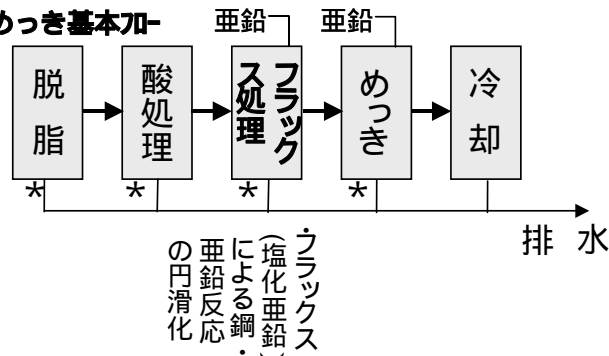 めっき基本フロー
亜鉛
亜鉛
脱脂
酸処理
フラック
ス処理
めっき
冷却
*
*
*
*
排水
・フラックス
(塩化亜鉛)
による鋼・
亜鉛反応
の円滑化